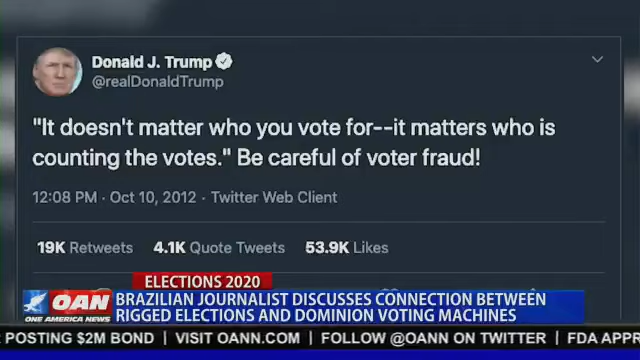 Donald J. Trump
@realDonaldTrump
"It doesn't matter who you vote for--it matters who is
counting the votes." Be careful of voter fraud!
12:08 PM · Oct 10, 2012 · Twitter Web Client
19K Retweets 4.1K Quote Tweets 53.9K Likes
ELECTIONS 2020
OAN
ONE AMERICA NEWS
BRAZILIAN JOURNALIST DISCUSSES CONNECTION BETWEEN
RIGGED ELECTIONS AND DOMINION VOTING MACHINES
POSTING $2M BOND | VISIT OANN.COM | FOLLOW @OANN ON TWITTER | FDA APPR